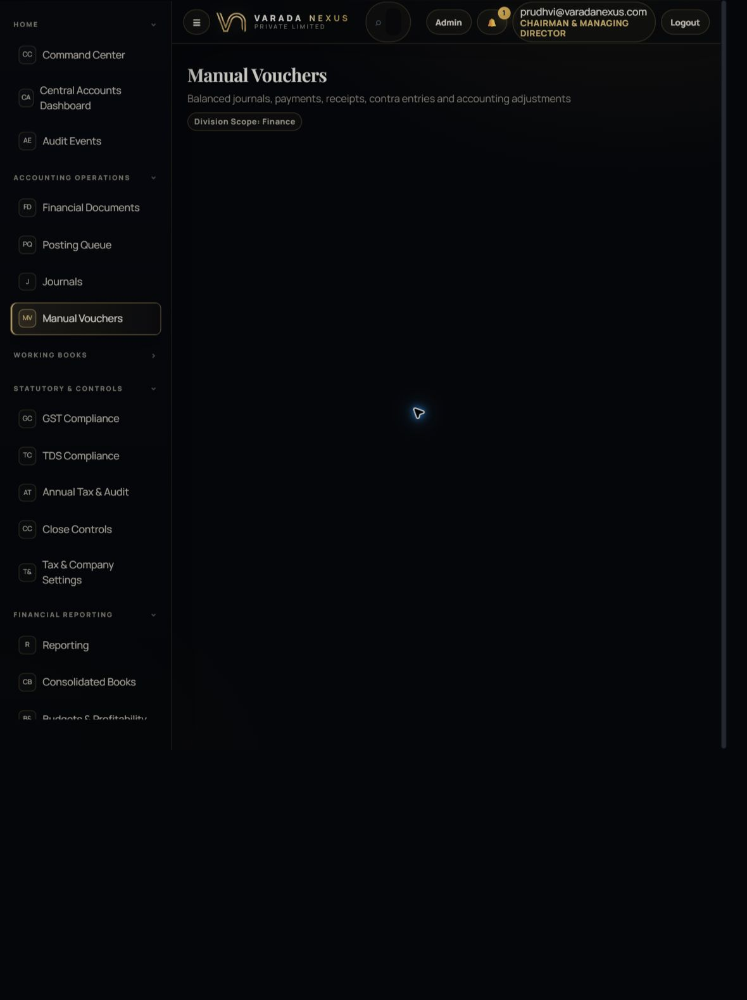 HOME
CC Command Center
CA Central Accounts
Dashboard
AE Audit Events
ACCOUNTING OPERATIONS
FD Financial Documents
PQ Posting Queue
J Journals
MV Manual Vouchers
WORKING BOOKS
STATUTORY & CONTROLS
GC GST Compliance
TC TDS Compliance
AT Annual Tax & Audit
CC Close Controls
T& Tax & Company
Settings
FINANCIAL REPORTING
R Reporting
CB Consolidated Books
B& Budgets & Profitability
VARADA NEXUS
PRIVATE LIMITED
Admin
1
prudhvi@varadanexus.com
CHAIRMAN & MANAGING
DIRECTOR
Logout
Manual Vouchers
Balanced journals, payments, receipts, contra entries and accounting adjustments
Division Scope: Finance